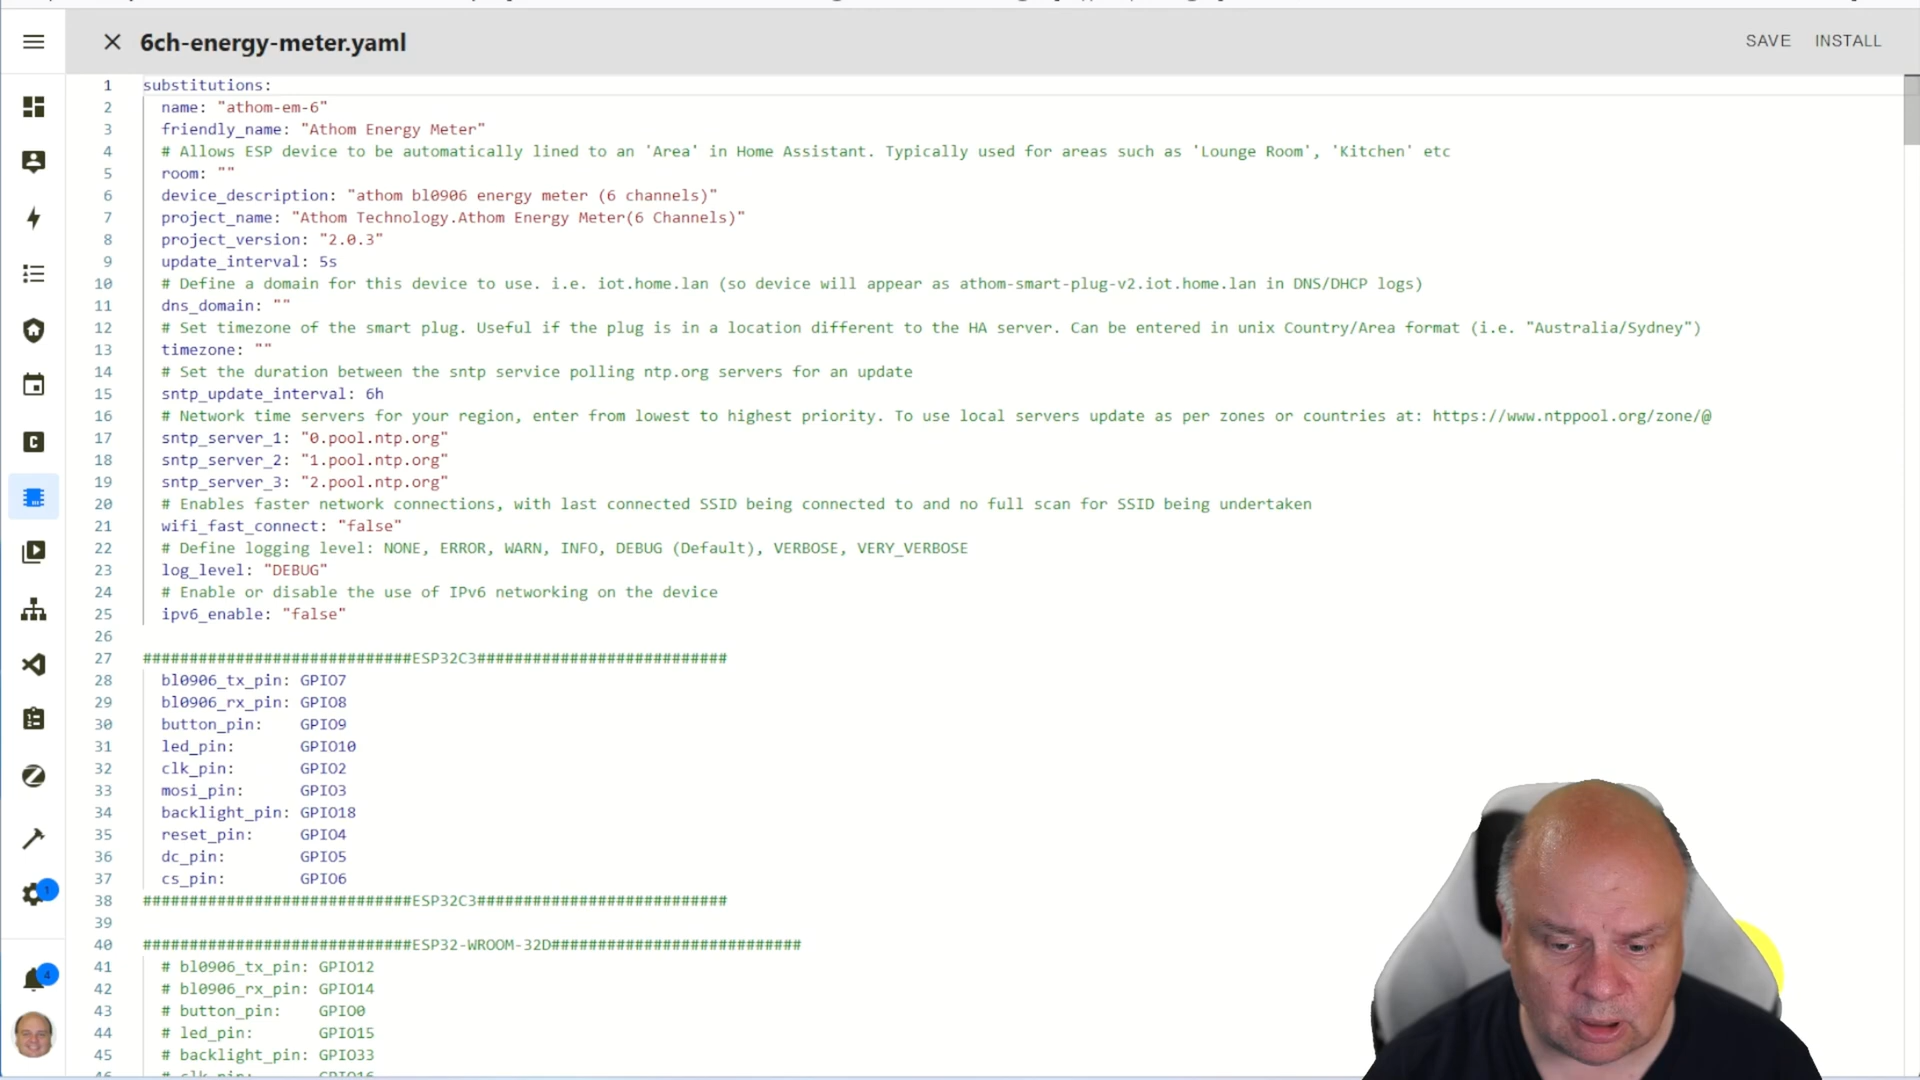 6ch-energy-meter.yaml
SAVE INSTALL
1 substitutions:
2 name: "athom-em-6"
3 friendly_name: "Athom Energy Meter"
4 # Allows ESP device to be automatically lined to an 'Area' in Home Assistant. Typically used for areas such as 'Lounge Room', 'Kitchen' etc
5 room: ""
6 device_description: "athom bl0906 energy meter (6 channels)"
7 project_name: "Athom Technology.Athom Energy Meter(6 Channels)"
8 project_version: "2.0.3"
9 update_interval: 5s
10 # Define a domain for this device to use. i.e. iot.home.lan (so device will appear as athom-smart-plug-v2.iot.home.lan in DNS/DHCP logs)
11 dns_domain: ""
12 # Set timezone of the smart plug. Useful if the plug is in a location different to the HA server. Can be entered in unix Country/Area format (i.e. "Australia/Sydney")
13 timezone: ""
14 # Set the duration between the sntp service polling ntp.org servers for an update
15 sntp_update_interval: 6h
16 # Network time servers for your region, enter from lowest to highest priority. To use local servers update as per zones or countries at: https://www.ntppool.org/zone/@
17 sntp_server_1: "0.pool.ntp.org"
18 sntp_server_2: "1.pool.ntp.org"
19 sntp_server_3: "2.pool.ntp.org"
20 # Enables faster network connections, with last connected SSID being connected to and no full scan for SSID being undertaken
21 wifi_fast_connect: "false"
22 # Define logging level: NONE, ERROR, WARN, INFO, DEBUG (Default), VERBOSE, VERY_VERBOSE
23 log_level: "DEBUG"
24 # Enable or disable the use of IPv6 networking on the device
25 ipv6_enable: "false"
26
27 #############################ESP32C3###########################
28 bl0906_tx_pin: GPIO7
29 bl0906_rx_pin: GPIO8
30 button_pin: GPIO9
31 led_pin: GPIO10
32 clk_pin: GPIO2
33 mosi_pin: GPIO3
34 backlight_pin: GPIO18
35 reset_pin: GPIO4
36 dc_pin: GPIO5
37 cs_pin: GPIO6
38 #############################ESP32C3###########################
39
40 #############################ESP32-WROOM-32D###########################
41 # bl0906_tx_pin: GPIO12
42 # bl0906_rx_pin: GPIO14
43 # button_pin: GPIO0
44 # led_pin: GPIO15
45 # backlight_pin: GPIO33
1
4